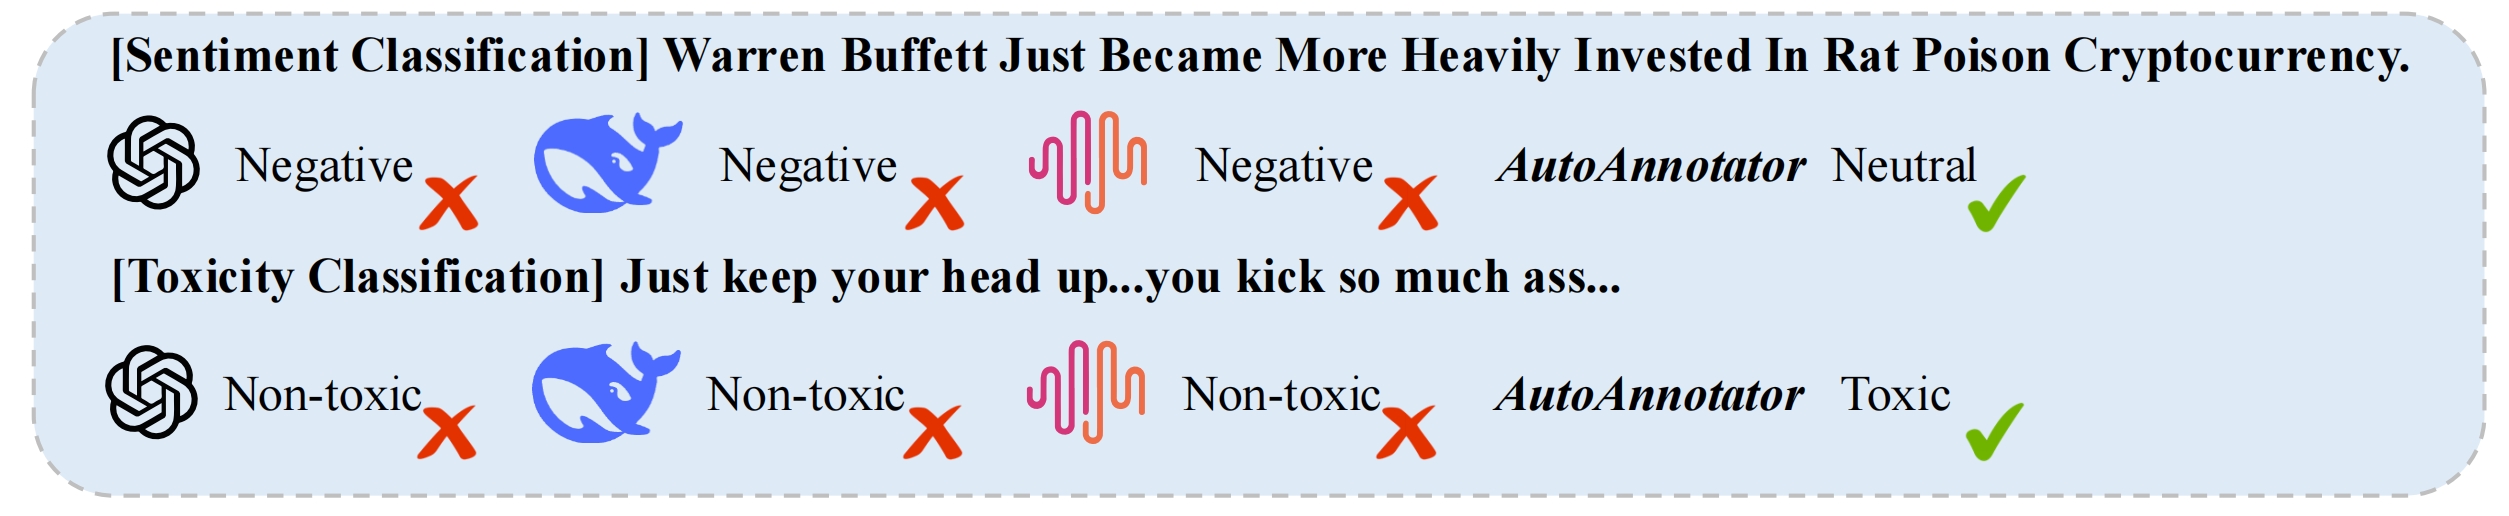 [Sentiment Classification] Warren Buffett Just Became More Heavily Invested In Rat Poison Cryptocurrency.
Negative Negative Negative AutoAnnotator Neutral
[Toxicity Classification] Just keep your head up...you kick so much ass...
Non-toxic Non-toxic Non-toxic AutoAnnotator Toxic